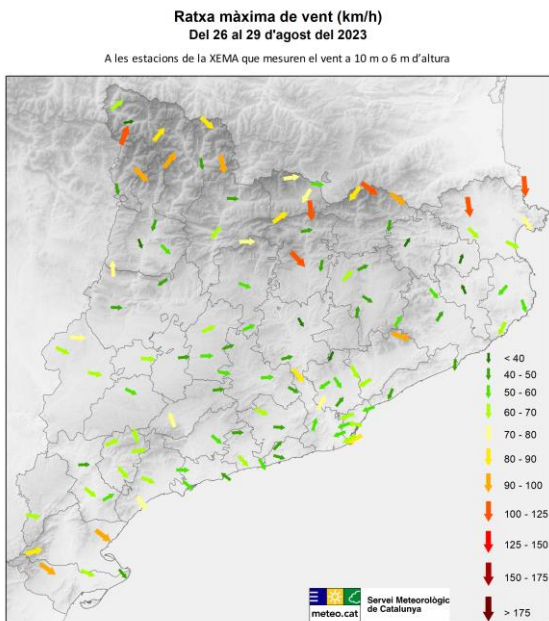 Ratxa màxima de vent (km/h)
Del 26 al 29 d'agost del 2023
A les estacions de la XEMA que mesuren el vent a 10 m o 6 m d'altura
< 40
40 - 50
50 - 60
60 - 70
70 - 80
80 - 90
90 - 100
100 - 125
125 - 150
150 - 175
> 175
meteo.cat
Servei Meteorològic
de Catalunya